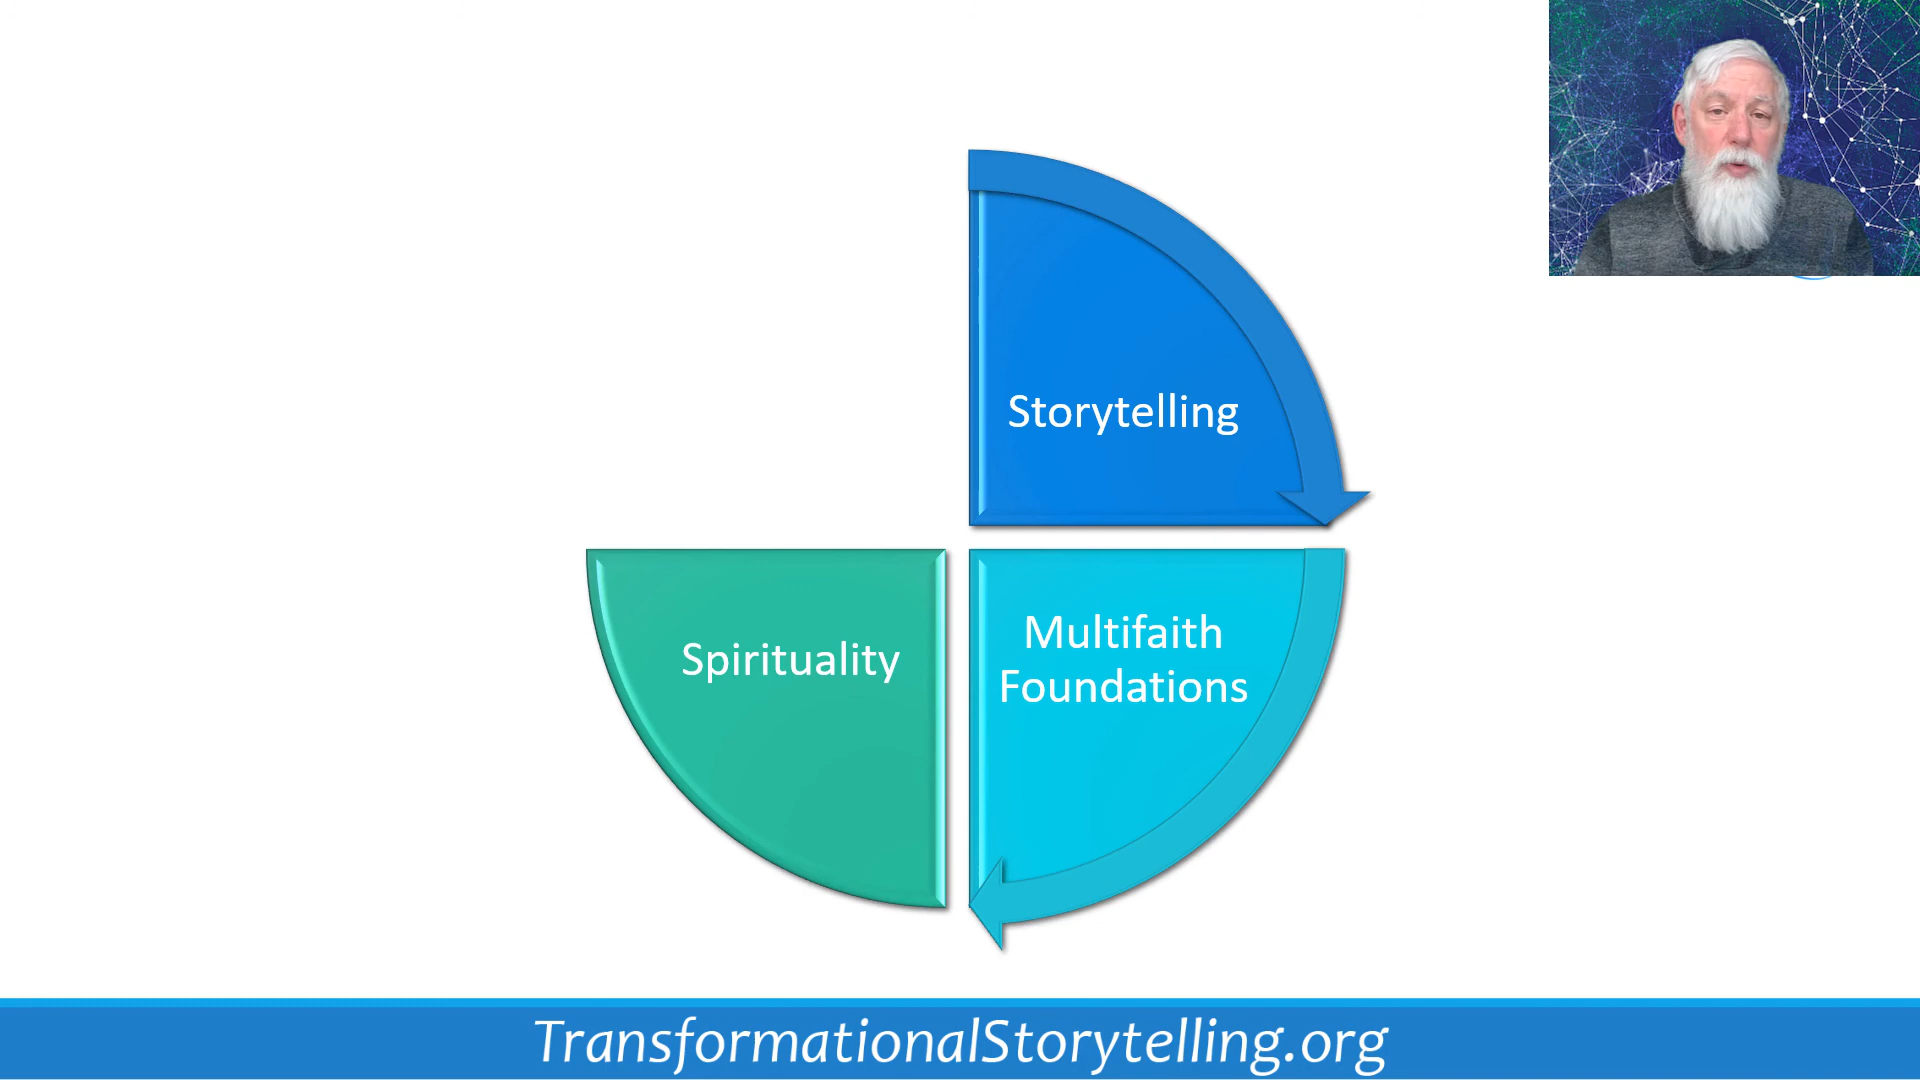 Storytelling
Multifaith
Foundations
Spirituality
TransformationalStorytelling.org